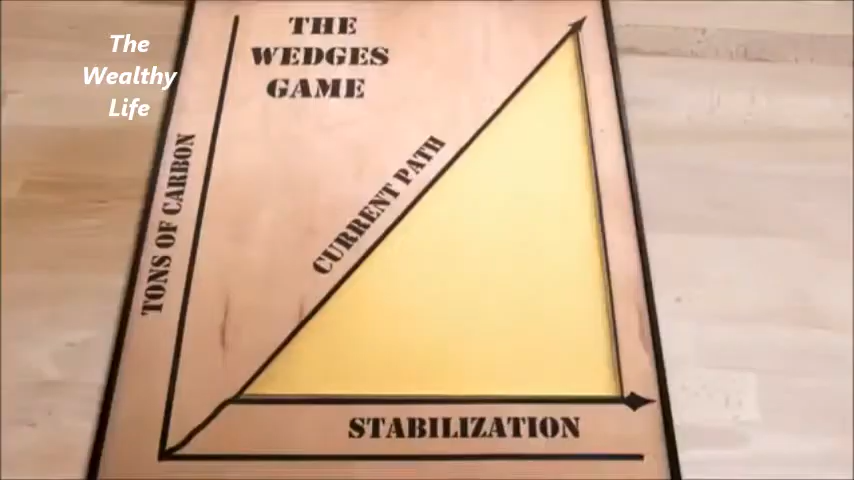 The
Wealthy
Life
THE
WEDGES
GAME
TONS OF CARBON
CURRENT PATH
STABILIZATION